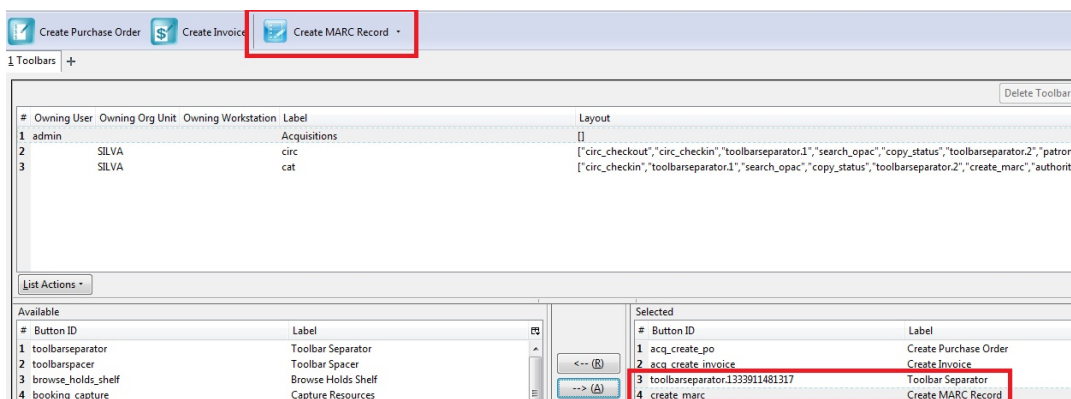 Create Purchase Order Create Invoice Create MARC Record
1 Toolbars +
Delete Toolbar
# Owning User Owning Org Unit Owning Workstation Label Layout
1 admin Acquisitions []
2 SILVA circ ["circ_checkout","circ_checkin","toolbarseparator.1","search_opac","copy_status","toolbarseparator.2","patron
3 SILVA cat ["circ_checkin","toolbarseparator.1","search_opac","copy_status","toolbarseparator.2","create_marc","authorit
List Actions
Available Selected
# Button ID Label # Button ID Label
1 toolbarseparator Toolbar Separator 1 acq_create_po Create Purchase Order
2 toolbarspacer Toolbar Spacer <-- (R) 2 acq_create_invoice Create Invoice
3 browse_holds_shelf Browse Holds Shelf 3 toolbarseparator.1333911481317 Toolbar Separator
4 booking_capture Capture Resources --> (A) 4 create_marc Create MARC Record